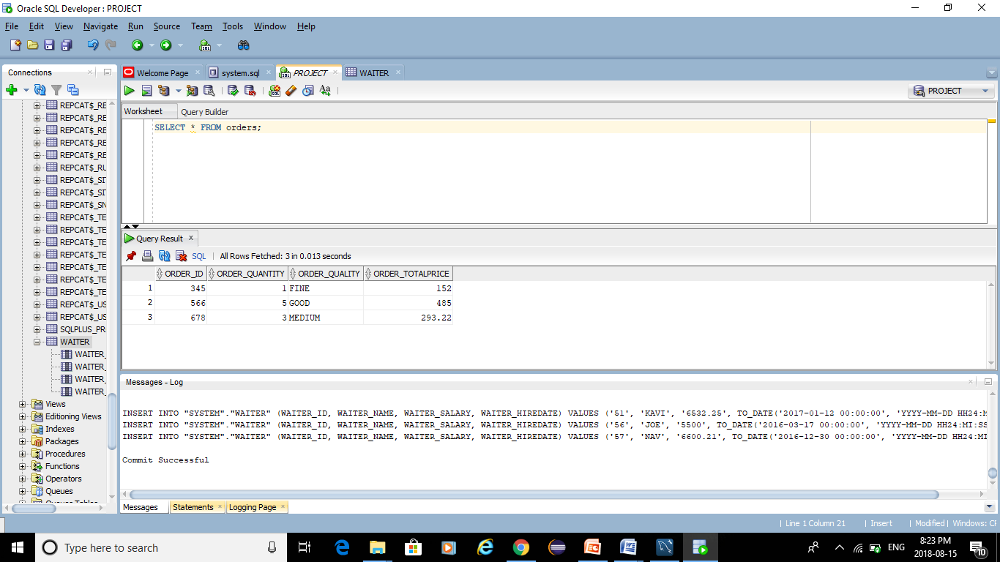 Oracle SQL Developer : PROJECT
File Edit View Navigate Run Source Team Tools Window Help
Connections
Welcome Page
system.sql
PROJECT
WAITER
PROJECT
Worksheet Query Builder
SELECT * FROM orders;
REPCAT$_RE
REPCAT$_RE
REPCAT$_RE
REPCAT$_RE
REPCAT$_RE
REPCAT$_RU
REPCAT$_SIT
REPCAT$_SIT
REPCAT$_SN
REPCAT$_TE
REPCAT$_TE
REPCAT$_TE
REPCAT$_TE
REPCAT$_TE
REPCAT$_TE
REPCAT$_TE
REPCAT$_US
REPCAT$_US
SQLPLUS_PR
WAITER
WAITER_
WAITER_
WAITER_
WAITER_
Views
Editioning Views
Indexes
Packages
Procedures
Functions
Operators
Queues
Queues Tables
Query Result
SQL | All Rows Fetched: 3 in 0.013 seconds
ORDER_ID ORDER_QUANTITY ORDER_QUALITY ORDER_TOTALPRICE
1 345 1 FINE 152
2 566 5 GOOD 485
3 678 3 MEDIUM 293.22
Messages - Log
INSERT INTO "SYSTEM"."WAITER" (WAITER_ID, WAITER_NAME, WAITER_SALARY, WAITER_HIREDATE) VALUES ('51', 'KAVI', '6532.25', TO_DATE('2017-01-12 00:00:00', 'YYYY-MM-DD HH24:M
INSERT INTO "SYSTEM"."WAITER" (WAITER_ID, WAITER_NAME, WAITER_SALARY, WAITER_HIREDATE) VALUES ('56', 'JOE', '5500', TO_DATE('2016-03-17 00:00:00', 'YYYY-MM-DD HH24:MI:SS
INSERT INTO "SYSTEM"."WAITER" (WAITER_ID, WAITER_NAME, WAITER_SALARY, WAITER_HIREDATE) VALUES ('57', 'NAV', '6600.21', TO_DATE('2016-12-30 00:00:00', 'YYYY-MM-DD HH24:MI
Commit Successful
Messages Statements Logging Page
| Line 1 Column 21 | Insert | Modified | Windows: CF
Type here to search
ENG
8:23 PM
2018-08-15
10